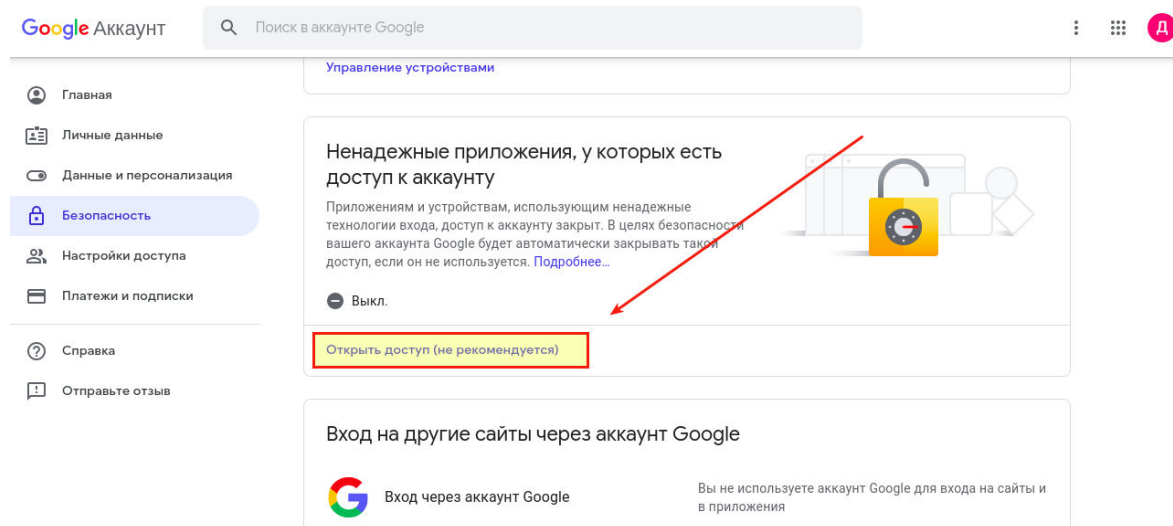 Google Аккаунт
Поиск в аккаунте Google
Д
Главная
Личные данные
Данные и персонализация
Безопасность
Настройки доступа
Платежи и подписки
Справка
Отправьте отзыв
Управление устройствами
Ненадежные приложения, у которых есть
доступ к аккаунту
Приложениям и устройствам, использующим ненадежные
технологии входа, доступ к аккаунту закрыт. В целях безопасности
вашего аккаунта Google будет автоматически закрывать такой
доступ, если он не используется. Подробнее…
Выкл.
Открыть доступ (не рекомендуется)
Вход на другие сайты через аккаунт Google
Вход через аккаунт Google
Вы не используете аккаунт Google для входа на сайты и
в приложения